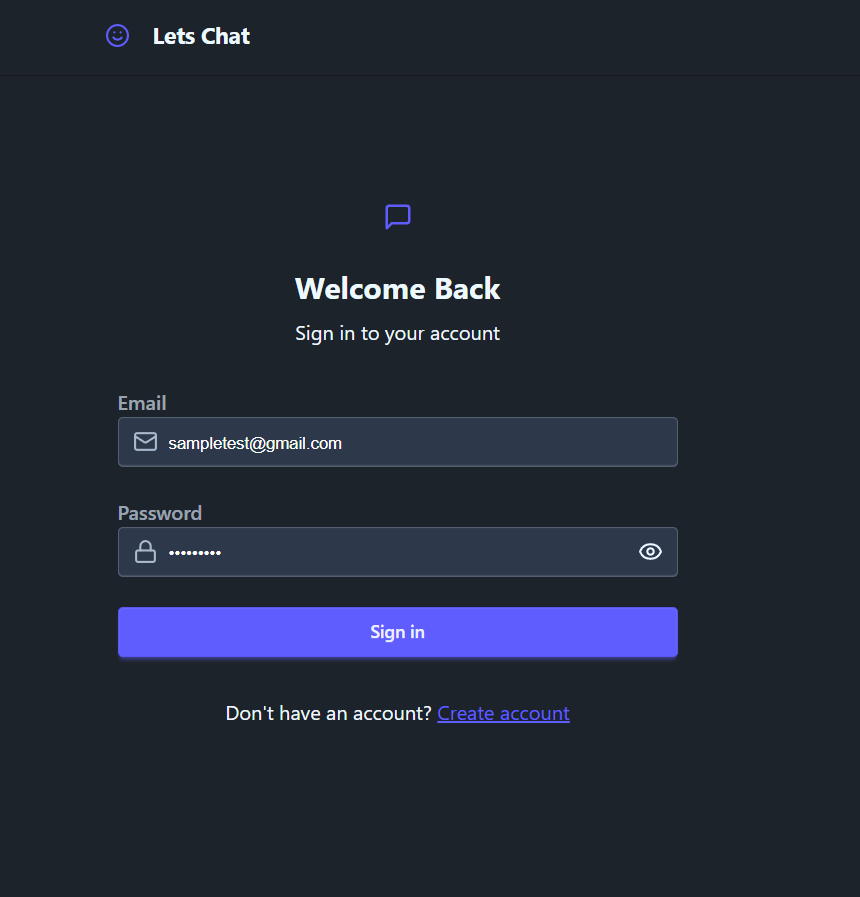 Lets Chat
Welcome Back
Sign in to your account
Email
sampletest@gmail.com
Password
•••••••••
Sign in
Don't have an account? Create account